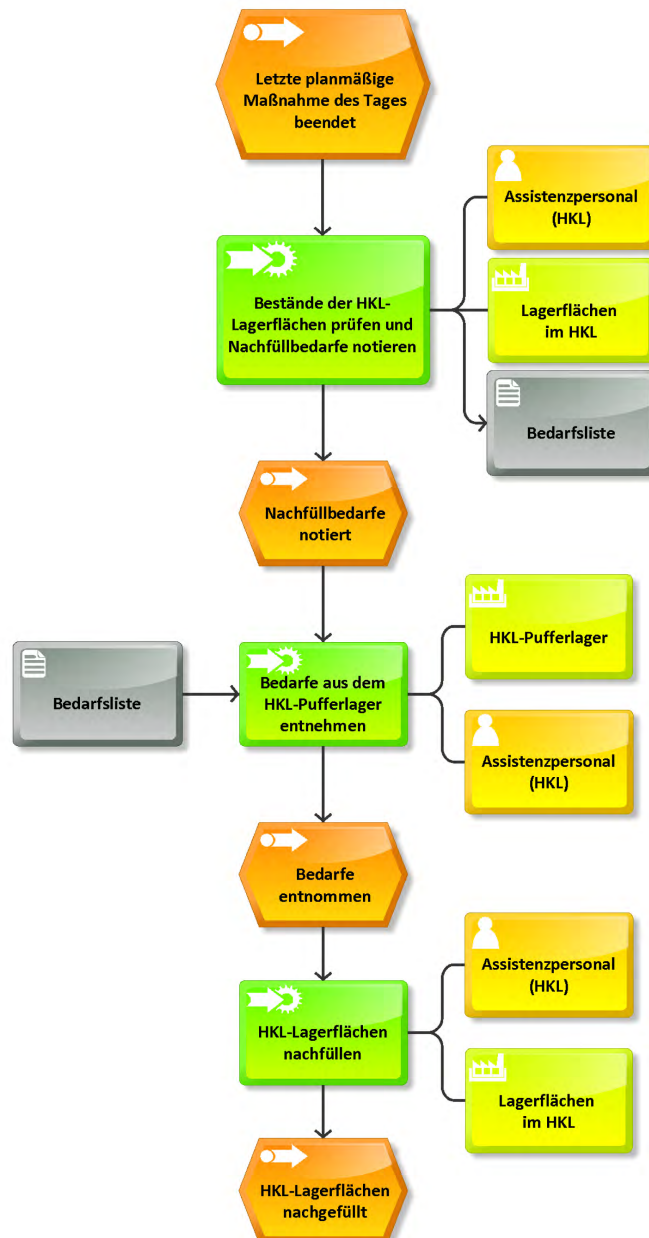 Letzte planmäßige
Maßnahme des Tages
beendet
Assistenzpersonal
(HKL)
Bestände der HKL-
Lagerflächen prüfen und
Nachfüllbedarfe notieren
Lagerflächen
im HKL
Bedarfsliste
Nachfüllbedarfe
notiert
HKL-Pufferlager
Bedarfsliste
Bedarfe aus dem
HKL-Pufferlager
entnehmen
Assistenzpersonal
(HKL)
Bedarfe
entnommen
Assistenzpersonal
(HKL)
HKL-Lagerflächen
nachfüllen
Lagerflächen
im HKL
HKL-Lagerflächen
nachgefüllt